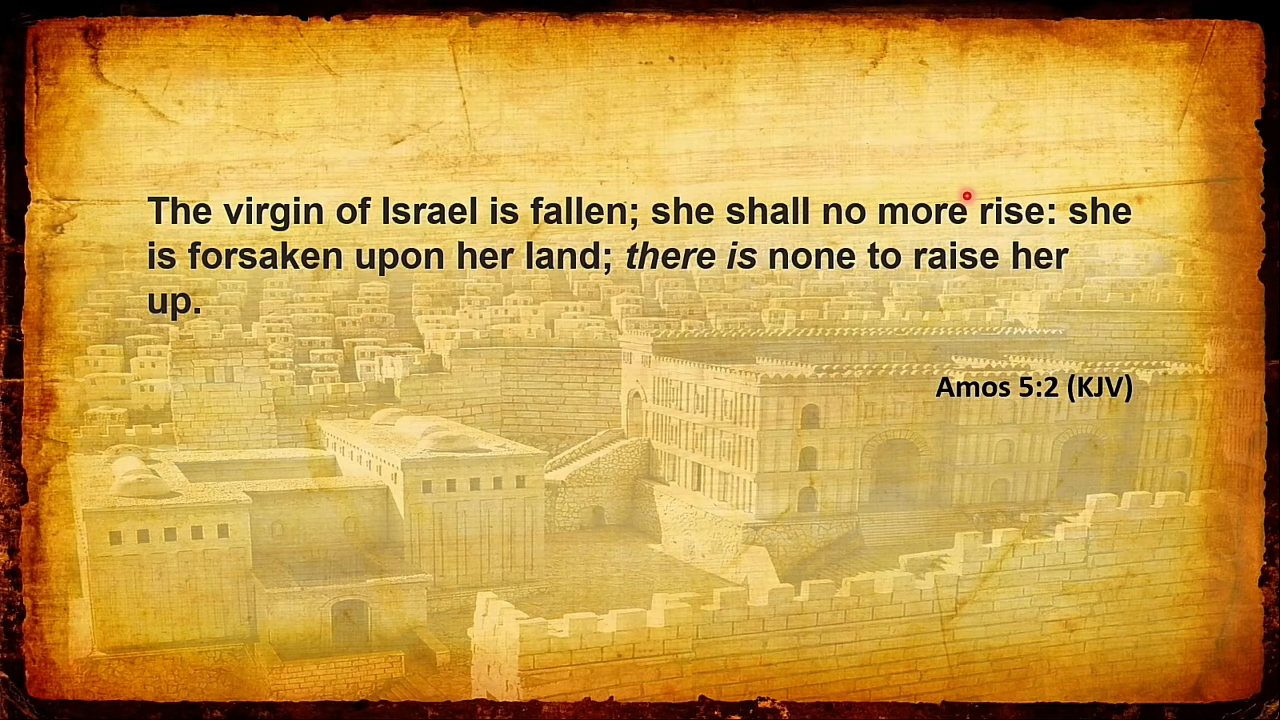 The virgin of Israel is fallen; she shall no more rise: she
is forsaken upon her land; there is none to raise her
up.
Amos 5:2 (KJV)